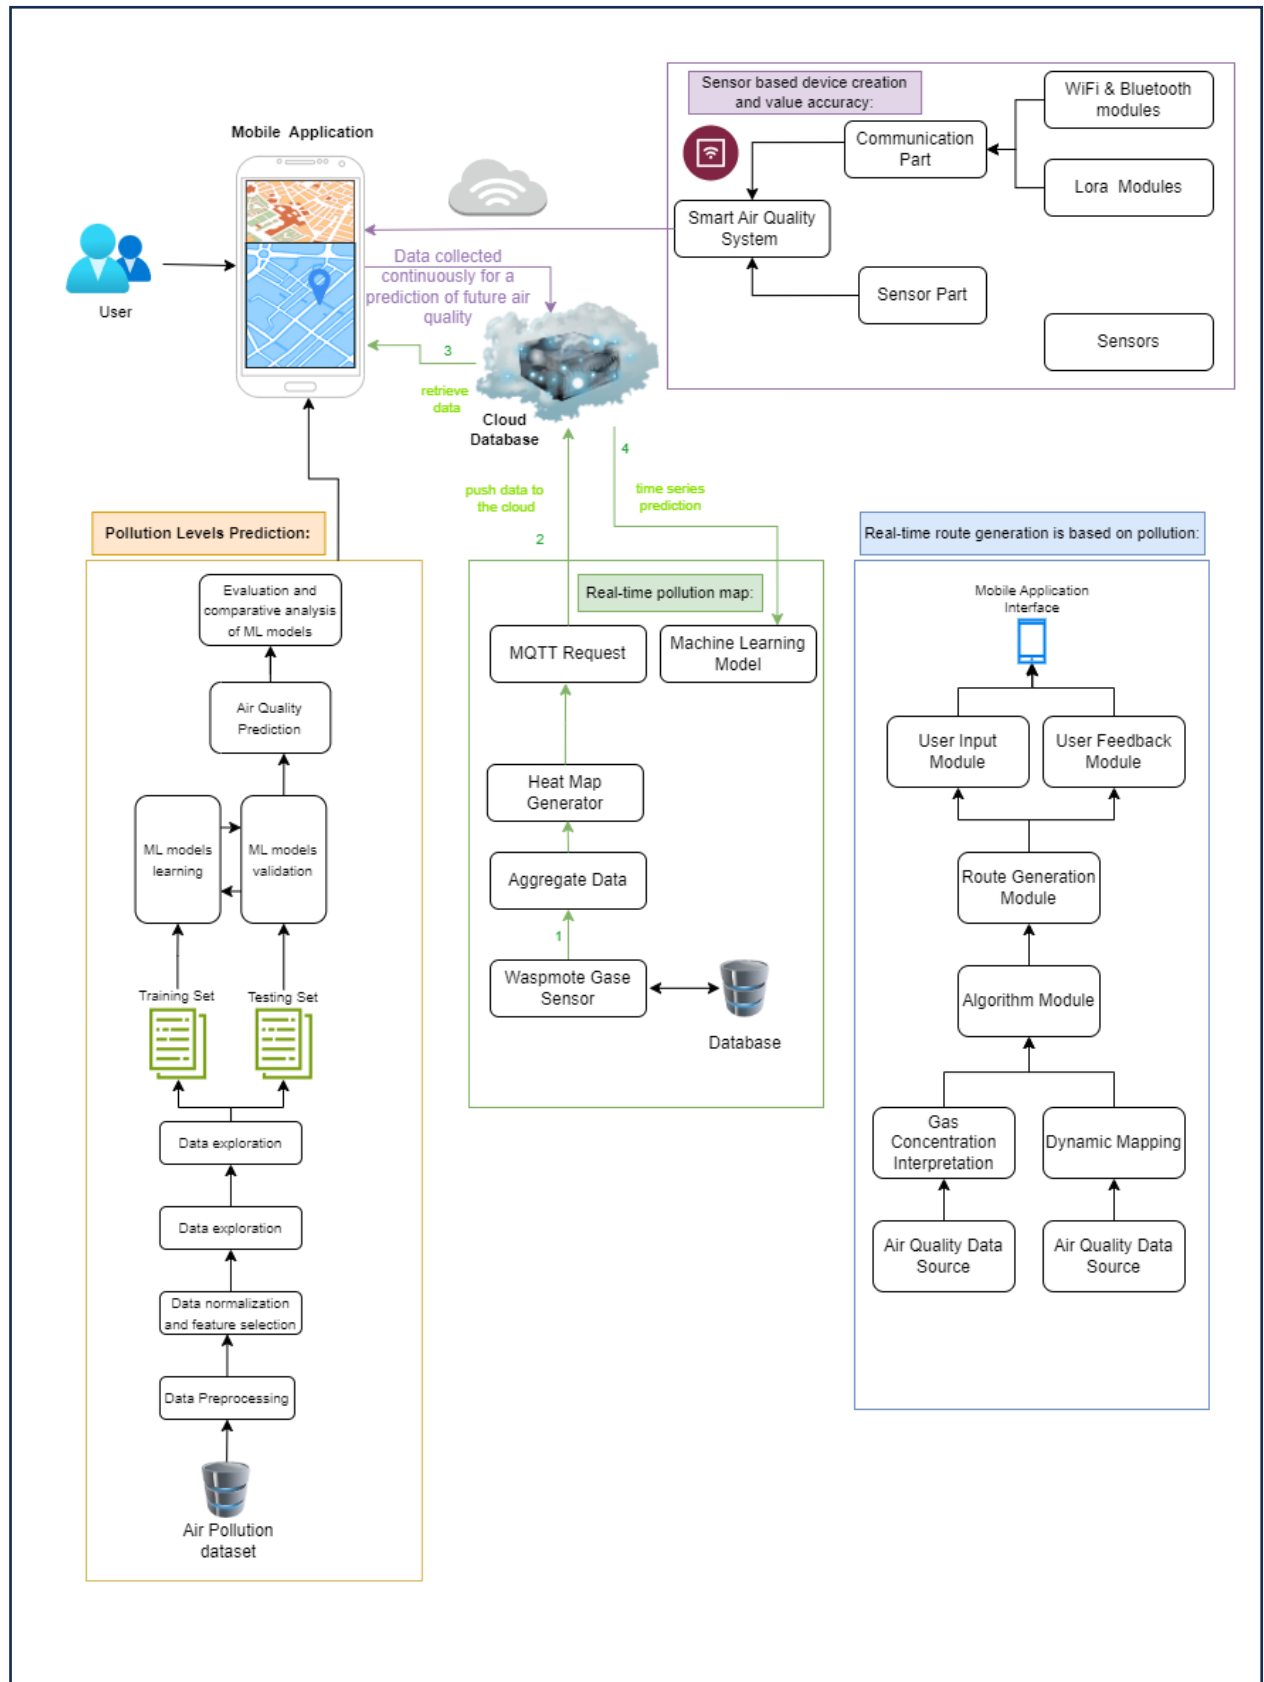 Sensor based device creation
and value accuracy:
WiFi & Bluetooth
modules
Communication
Part
Lora Modules
Smart Air Quality
System
Sensor Part
Sensors
Mobile Application
User
Data collected
continuously for a
prediction of future air
quality
3
retrieve
data
Cloud
Database
4
push data to
the cloud
2
time series
prediction
Pollution Levels Prediction:
Evaluation and
comparative analysis
of ML models
Air Quality
Prediction
ML models
learning
ML models
validation
Training Set
Testing Set
Data exploration
Data exploration
Data normalization
and feature selection
Data Preprocessing
Air Pollution
dataset
Real-time pollution map:
MQTT Request
Machine Learning
Model
Heat Map
Generator
Aggregate Data
1
Waspmote Gase
Sensor
Database
Real-time route generation is based on pollution:
Mobile Application
Interface
User Input
Module
User Feedback
Module
Route Generation
Module
Algorithm Module
Gas
Concentration
Interpretation
Dynamic Mapping
Air Quality Data
Source
Air Quality Data
Source